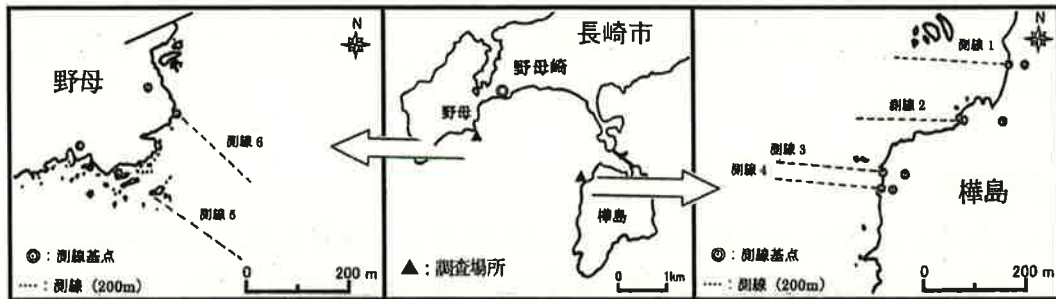 野母
N
測線 6
測線 5
◎：測線基点
‥‥：測線（200m）
0
200 m
長崎市
野母崎
野母
樺島
▲：調査場所
0
1km
N
測線 1
測線 2
測線 3
測線 4
樺島
◎：測線基点
‥‥：測線（200m）
0
200 m